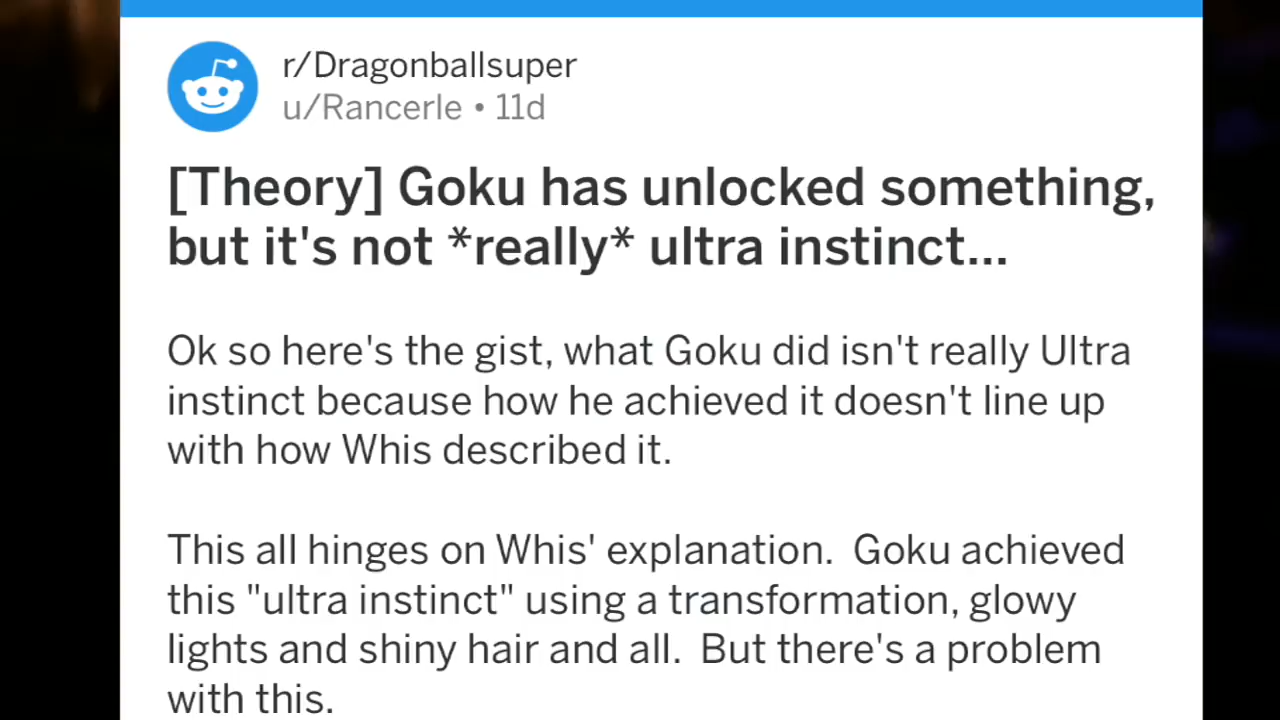 r/Dragonballsuper
u/Rancerle • 11d
[Theory] Goku has unlocked something,
but it's not *really* ultra instinct...
Ok so here's the gist, what Goku did isn't really Ultra
instinct because how he achieved it doesn't line up
with how Whis described it.
This all hinges on Whis' explanation.  Goku achieved
this "ultra instinct" using a transformation, glowy
lights and shiny hair and all.  But there's a problem
with this.